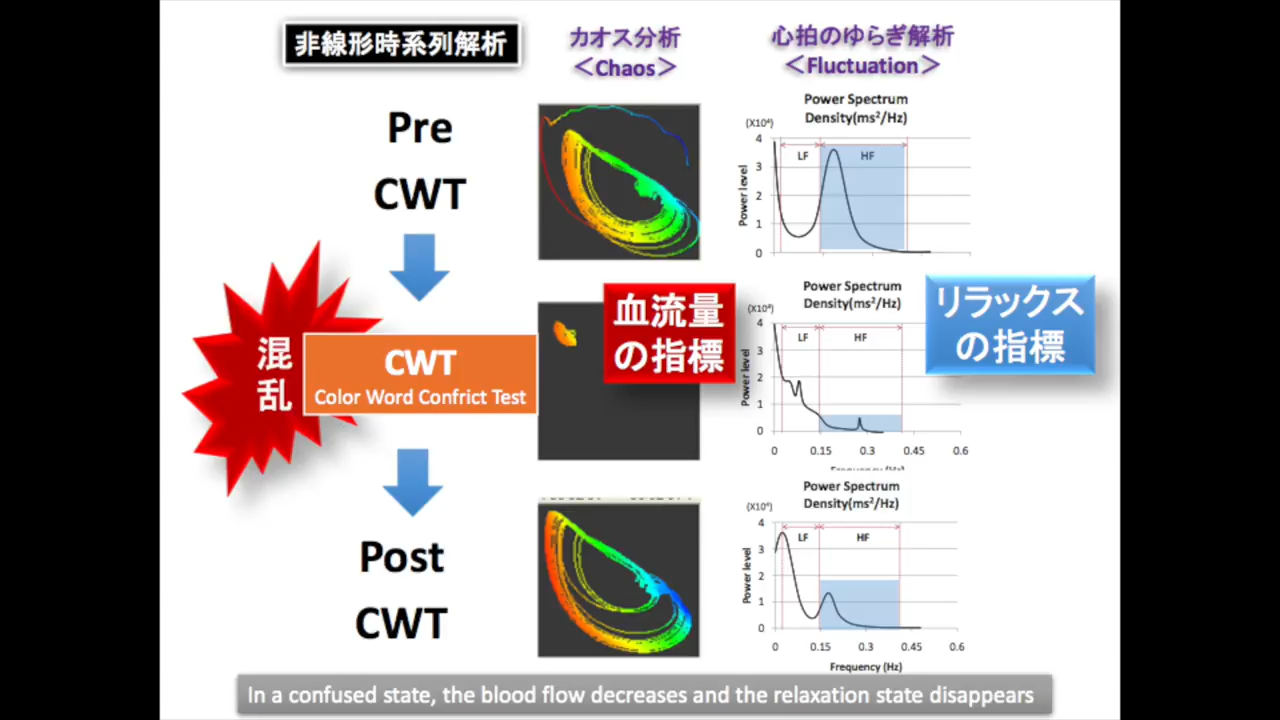 非線形時系列解析
カオス分析
＜Chaos＞
心拍のゆらぎ解析
＜Fluctuation＞
Pre
CWT
Power Spectrum
Density(ms²/Hz)
(X10⁴)
Power level
4
3
2
1
0
LF
HF
混乱
CWT
Color Word Confrict Test
血流量
の指標
Power Spectrum
Density(ms²/Hz)
(X10⁴)
Power level
4
3
2
1
0
LF
HF
0 0.15 0.3 0.45 0.6
Frequency (Hz)
リラックス
の指標
Post
CWT
Power Spectrum
Density(ms²/Hz)
(X10⁴)
Power level
4
3
2
1
0
LF
HF
0 0.15 0.3 0.45 0.6
Frequency (Hz)
In a confused state, the blood flow decreases and the relaxation state disappears